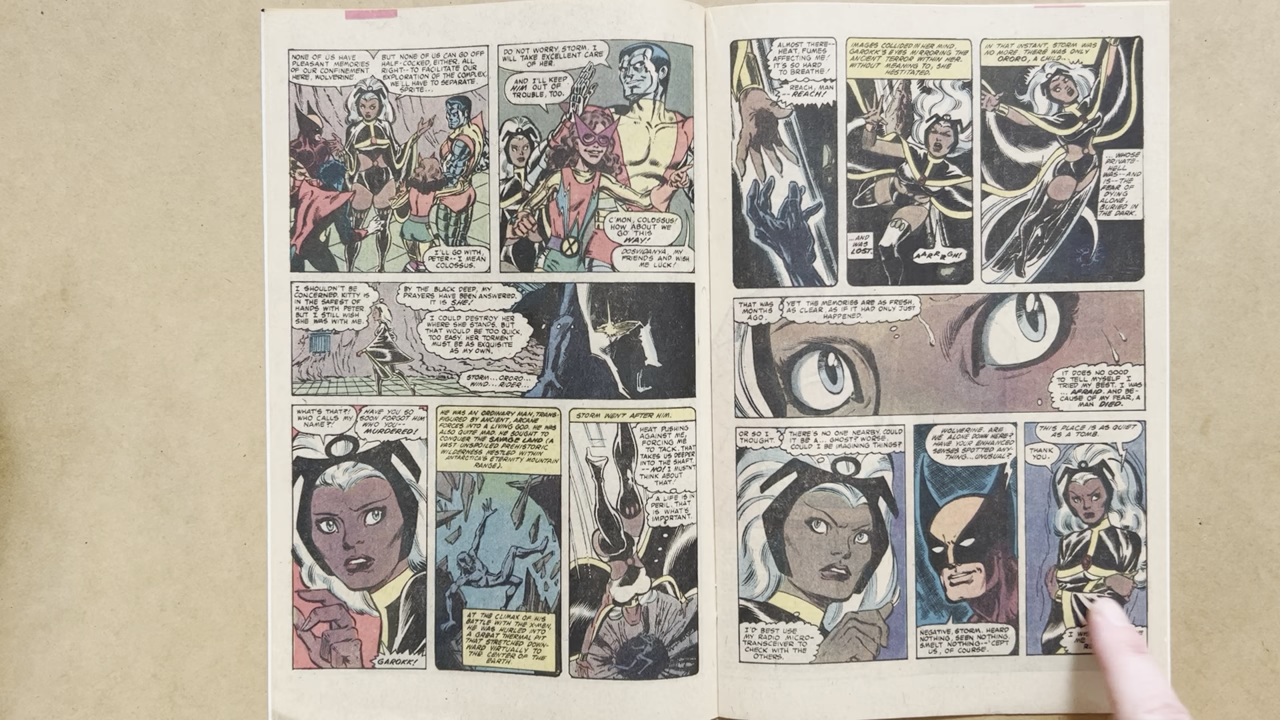 NONE OF US HAVE
PLEASANT MEMORIES
OF OUR CONFINEMENT
HERE, WOLVERINE.
BUT NONE OF US CAN GO OFF
HALF-COCKED, EITHER. ALL
RIGHT-- TO FACILITATE OUR
EXPLORATION OF THE COMPLEX,
WE'LL HAVE TO SEPARATE.
SPRITE...
I'LL GO WITH
PETER-- I MEAN
COLOSSUS.
DO NOT WORRY, STORM. I
WILL TAKE EXCELLENT CARE
OF HER.
AND I'LL KEEP
HIM OUT OF
TROUBLE, TOO.
C'MON, COLOSSUS!
HOW ABOUT WE
GO THIS
WAY!
DOSVIDANYA, MY
FRIENDS AND WISH
ME LUCK!
I SHOULDN'T BE
CONCERNED. KITTY IS
IN THE SAFEST OF
HANDS WITH PETER.
BUT I STILL WISH
SHE WAS WITH ME.
BY THE BLACK DEEP, MY
PRAYERS HAVE BEEN ANSWERED.
IT IS SHE!
I COULD DESTROY HER
WHERE SHE STANDS, BUT
THAT WOULD BE TOO QUICK,
TOO EASY. HER TORMENT
MUST BE AS EXQUISITE
AS MY OWN.
STORM... ORORO...
WIND... RIDER...
WHAT'S THAT?!
WHO CALLS MY
NAME?!
HAVE YOU SO
SOON FORGOT HIM
WHO YOU--
MURDERED!
GAROKK!
HE WAS AN ORDINARY MAN, TRANS-
FIGURED BY ANCIENT, ARCANE
FORCES INTO A LIVING GOD. HE WAS
ALSO QUITE MAD. HE SOUGHT TO
CONQUER THE SAVAGE LAND (A
VAST UNSPOILED PREHISTORIC
WILDERNESS NESTLED WITHIN
ANTARCTICA'S ETERNITY MOUNTAIN
RANGE).
AT THE CLIMAX OF HIS
BATTLE WITH THE X-MEN,
HE WAS HURLED INTO
A GREAT THERMAL PIT
THAT STRETCHED DOWN-
WARD VIRTUALLY TO
THE CENTER OF THE
EARTH.
STORM WENT AFTER HIM.
HEAT PUSHING
AGAINST ME,
FORCING ME
TO TACK. THAT
TAKES US DEEPER
INTO THE SHAFT.
--NO! I MUSN'T
THINK ABOUT
THAT!
A LIFE IS IN
PERIL. THAT
IS WHAT'S
IMPORTANT.
ALMOST THERE--
HEAT, FUMES
AFFECTING ME!
IT'S SO HARD
TO BREATHE!
REACH, MAN
--REACH!
IMAGES COLLIDED IN HER MIND,
GAROKK'S EYES MIRRORING THE
ANCIENT TERROR WITHIN HER.
WITHOUT MEANING TO, SHE
HESITATED.
...AND
WAS
LOST.
AARRGH!
IN THAT INSTANT, STORM WAS
NO MORE. THERE WAS ONLY
ORORO, A CHILD--
...WHOSE
PRIVATE
HELL
WAS--AND
IS--THE
FEAR OF
DYING
ALONE,
BURIED IN
THE DARK.
THAT WAS
MONTHS
AGO.
YET THE MEMORIES ARE AS FRESH,
AS CLEAR AS IF IT HAD ONLY JUST
HAPPENED.
IT DOES NO GOOD
TO TELL MYSELF I
TRIED MY BEST. I WAS
AFRAID. AND BE-
CAUSE OF MY FEAR, A
MAN DIED.
OR SO I
THOUGHT.
THERE'S NO ONE NEARBY. COULD
IT BE A... GHOST? WORSE,
COULD I BE IMAGINING THINGS?
I'D BEST USE
MY RADIO MICRO-
TRANSCEIVER TO
CHECK WITH THE
OTHERS.
WOLVERINE, ARE
WE ALONE DOWN HERE?
HAVE YOUR ENHANCED
SENSES SPOTTED ANY-
THING... UNUSUAL?
NEGATIVE, STORM. HEARD
NOTHING, SEEN NOTHING,
SMELT NOTHING--'CEPT
US, OF COURSE.
THIS PLACE IS AS QUIET
AS A TOMB.
THANK
YOU.